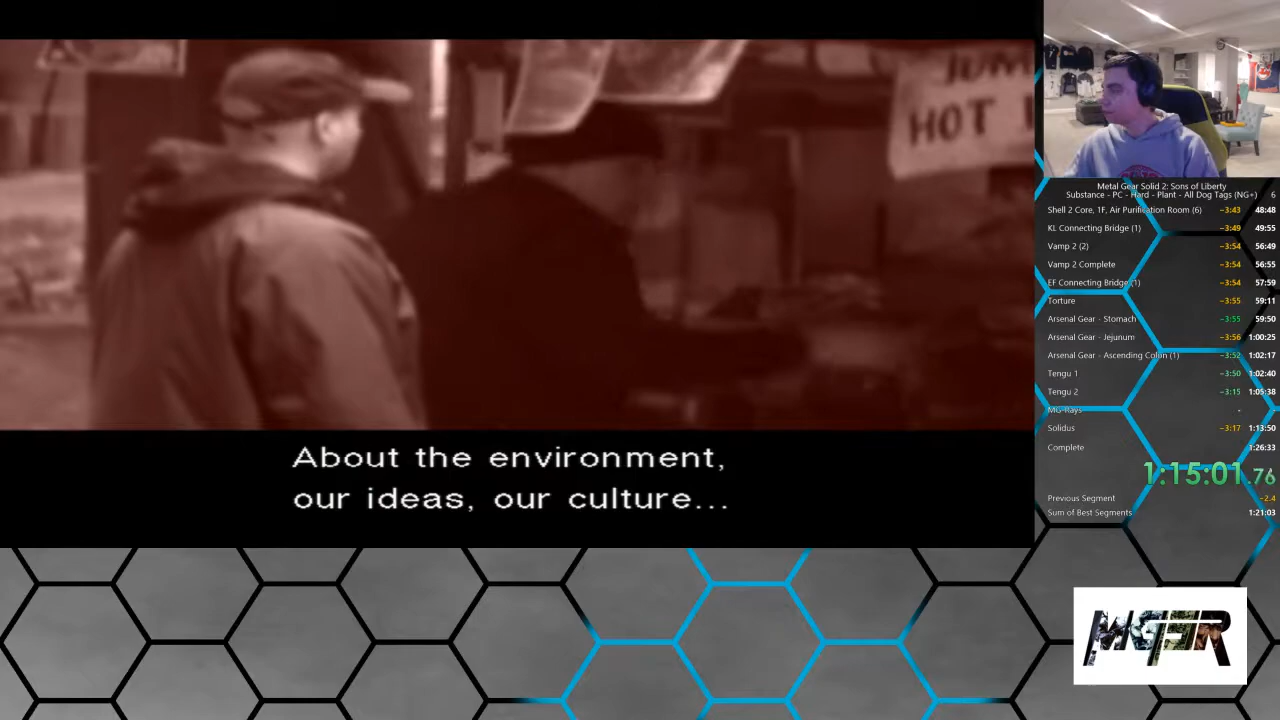 HOT
About the environment,
our ideas, our culture...
Metal Gear Solid 2: Sons of Liberty
Substance - PC - Hard - Plant - All Dog Tags (NG+) 6
Shell 2 Core, 1F, Air Purification Room (6) −3:43 48:48
KL Connecting Bridge (1) −3:49 49:55
Vamp 2 (2) −3:54 56:49
Vamp 2 Complete −3:54 56:55
EF Connecting Bridge (1) −3:54 57:59
Torture −3:55 59:11
Arsenal Gear - Stomach −3:55 59:50
Arsenal Gear - Jejunum −3:56 1:00:25
Arsenal Gear - Ascending Colon (1) −3:52 1:02:17
Tengu 1 −3:50 1:02:40
Tengu 2 −3:15 1:05:38
MG-Rays -
Solidus −3:17 1:13:50
Complete 1:26:33
1:15:01.76
Previous Segment −2.4
Sum of Best Segments 1:21:03